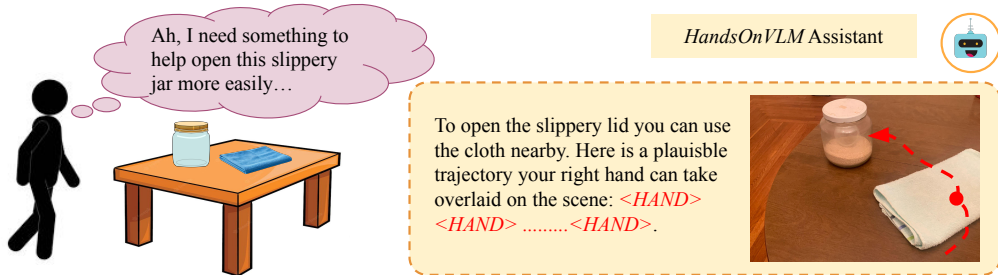 Ah, I need something to
help open this slippery
jar more easily…
HandsOnVLM Assistant
To open the slippery lid you can use
the cloth nearby. Here is a plauisble
trajectory your right hand can take
overlaid on the scene: <HAND>
<HAND> .........<HAND>.